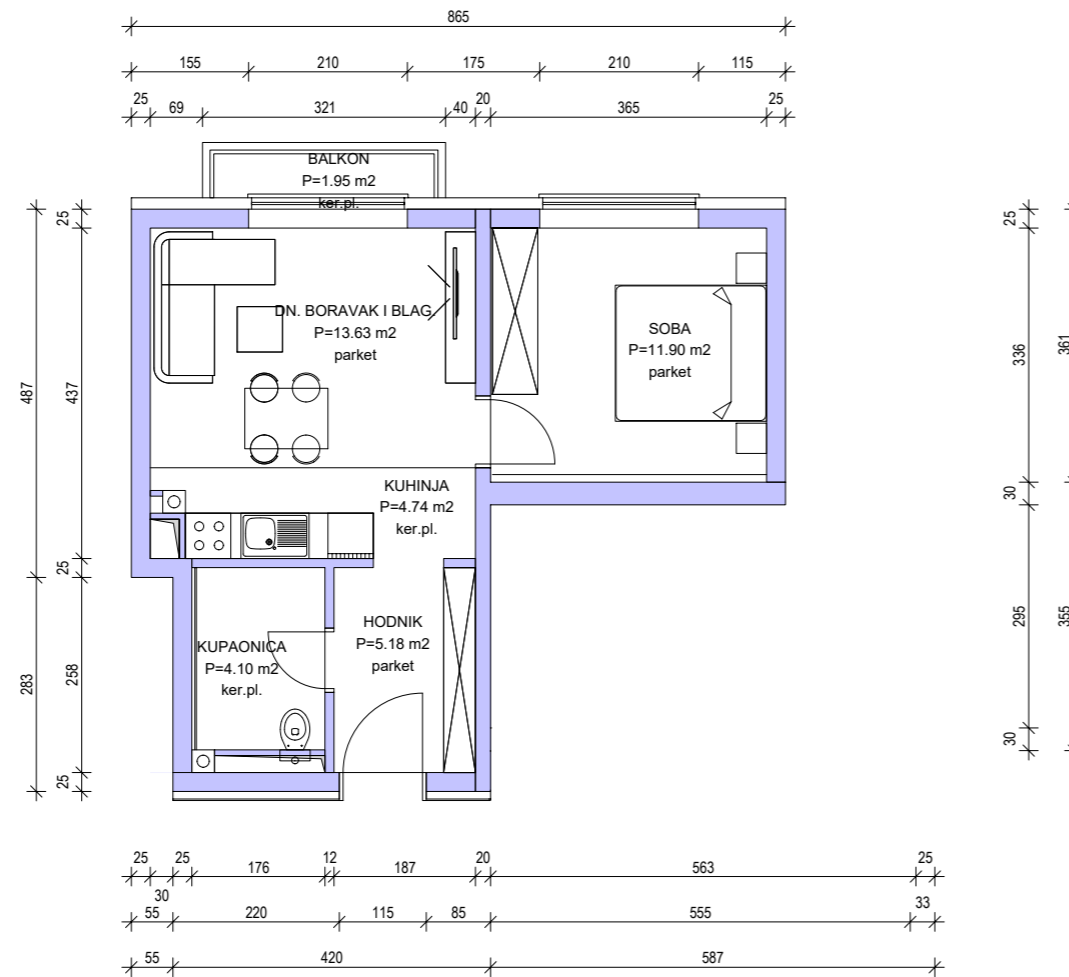 865
155 210 175 210 115
25 69 321 40 20 365 25
BALKON
P=1.95 m2
ker.pl.
25 25
DN. BORAVAK I BLAG.
P=13.63 m2
parket
SOBA
P=11.90 m2
parket
487 437 336 361
KUHINJA
P=4.74 m2
ker.pl.
30
25
HODNIK
P=5.18 m2
parket
KUPAONICA
P=4.10 m2
ker.pl.
283 258 295 355
30
25
25 25 176 12 187 20 563 25
30
55 220 115 85 555 33
55 420 587